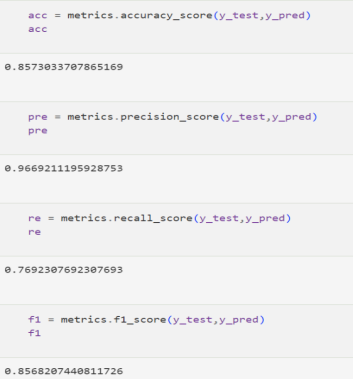 acc = metrics.accuracy_score(y_test,y_pred)
acc
0.8573033707865169
pre = metrics.precision_score(y_test,y_pred)
pre
0.9669211195928753
re = metrics.recall_score(y_test,y_pred)
re
0.7692307692307693
f1 = metrics.f1_score(y_test,y_pred)
f1
0.8568207440811726